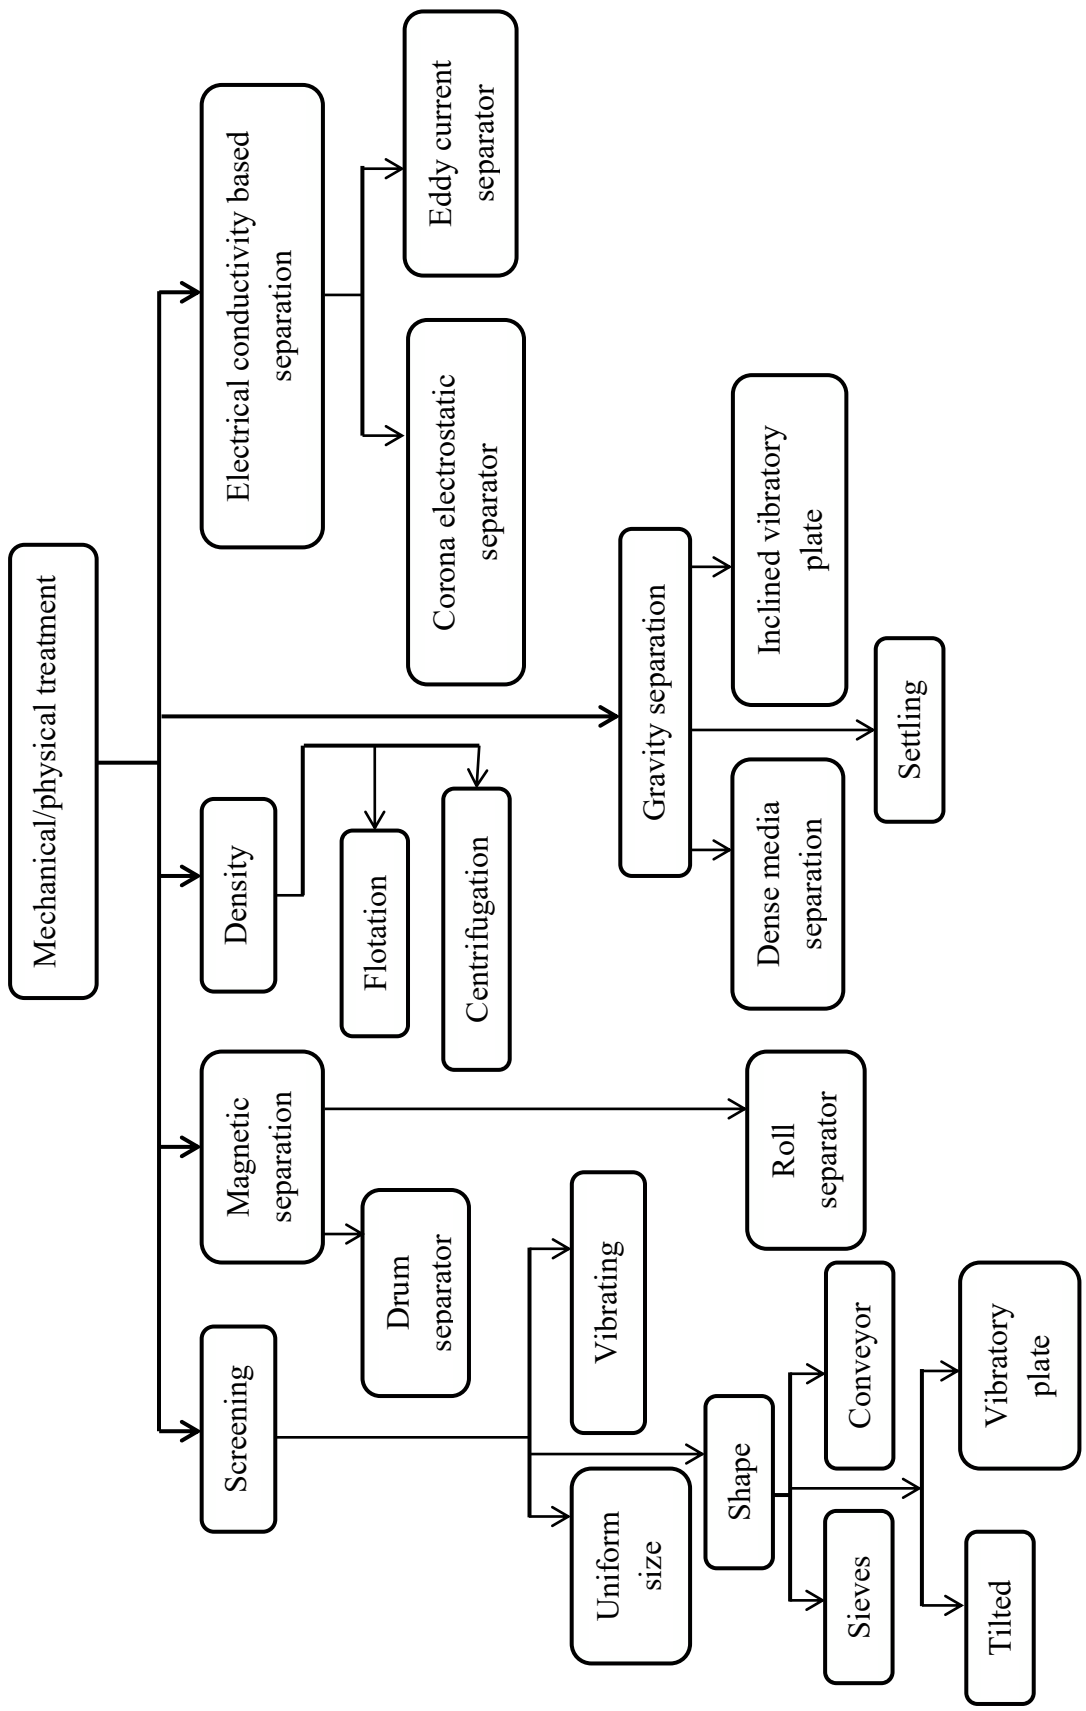 Mechanical/physical treatment
Screening
Magnetic
separation
Density
Electrical conductivity based
separation
Drum
separator
Flotation
Corona electrostatic
separator
Eddy current
separator
Centrifugation
Uniform
size
Vibrating
Gravity separation
Shape
Roll
separator
Dense media
separation
Inclined vibratory
plate
Sieves
Conveyor
Settling
Tilted
Vibratory
plate